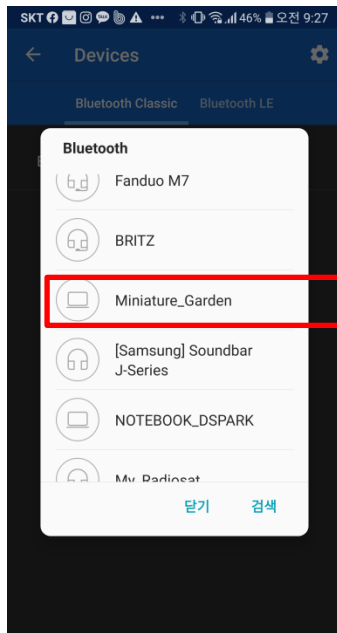 SKT 46% 오전 9:27
Devices
Bluetooth Classic Bluetooth LE
Bluetooth
Fanduo M7
BRITZ
Miniature_Garden
[Samsung] Soundbar
J-Series
NOTEBOOK_DSPARK
My_Radiosat
닫기 검색